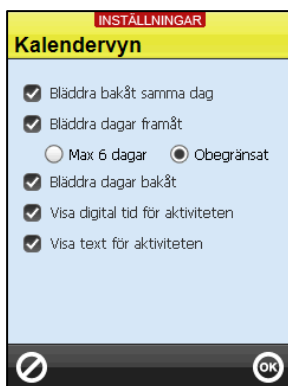 INSTÄLLNINGAR
Kalendervyn
Bläddra bakåt samma dag
Bläddra dagar framåt
Max 6 dagar Obegränsat
Bläddra dagar bakåt
Visa digital tid för aktiviteten
Visa text för aktiviteten
OK